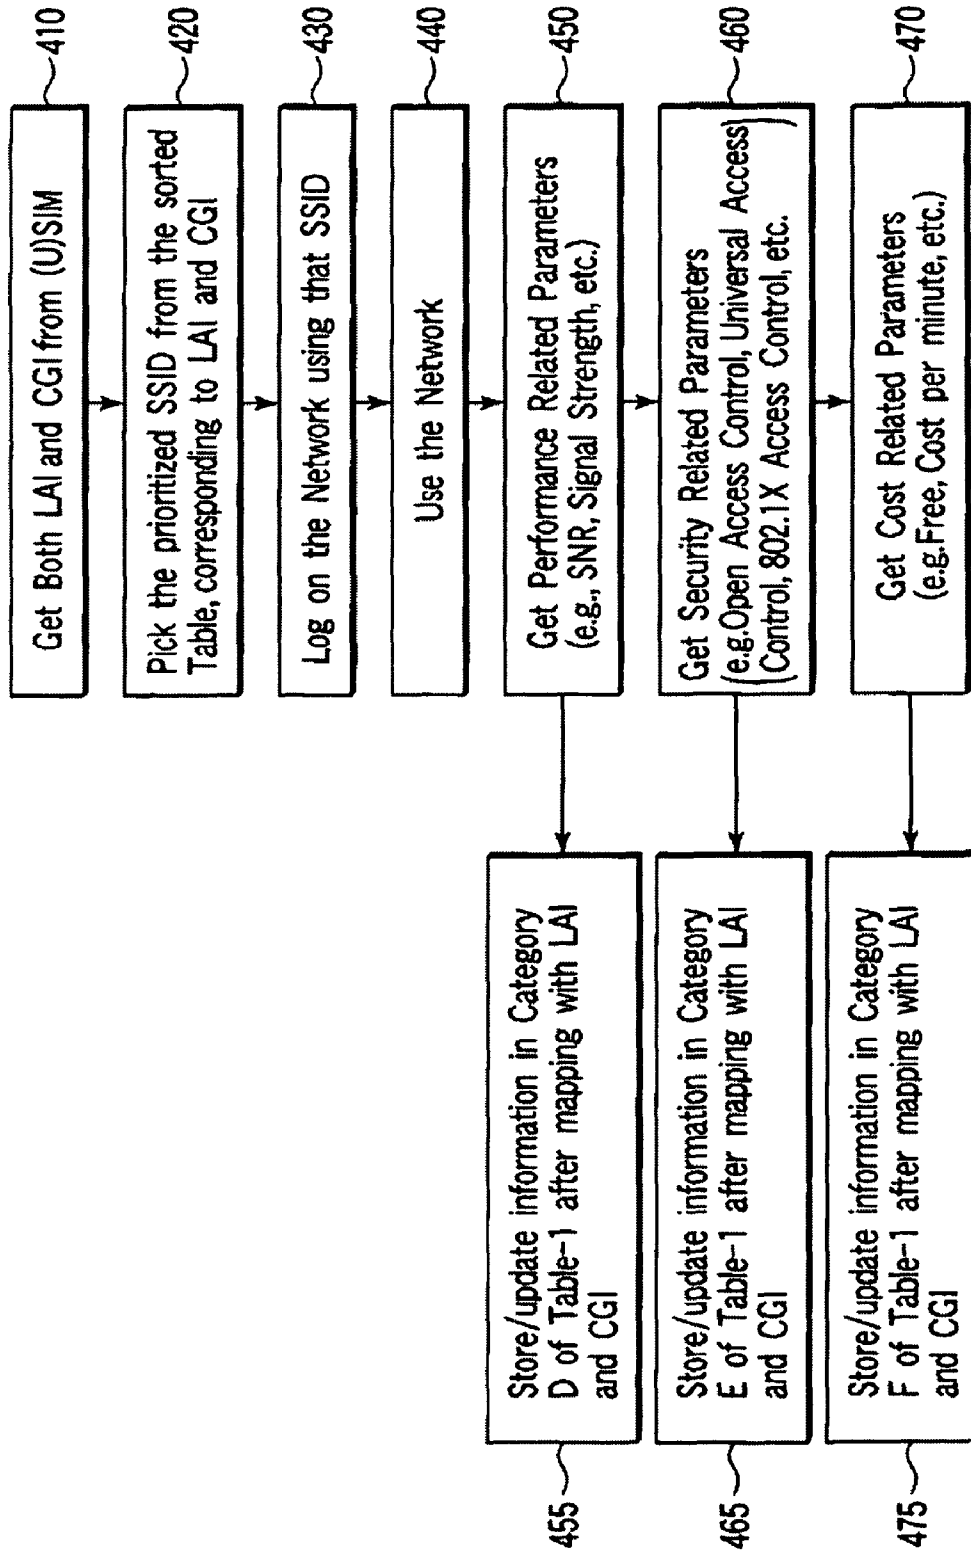 Get Both LAI and CGI from (U)SIM
410
Pick the prioritized SSID from the sorted
Table, corresponding to LAI and CGI
420
Log on the Network using that SSID
430
Use the Network
440
Get Performance Related Parameters
(e.g., SNR, Signal Strength, etc.)
450
Store/update information in Category
D of Table-1 after mapping with LAI
and CGI
455
Get Security Related Parameters
(e.g.Open Access Control, Universal Access
Control, 802.1X Access Control, etc.)
460
Store/update information in Category
E of Table-1 after mapping with LAI
and CGI
465
Get Cost Related Parameters
(e.g.Free, Cost per minute, etc.)
470
Store/update information in Category
F of Table-1 after mapping with LAI
and CGI
475